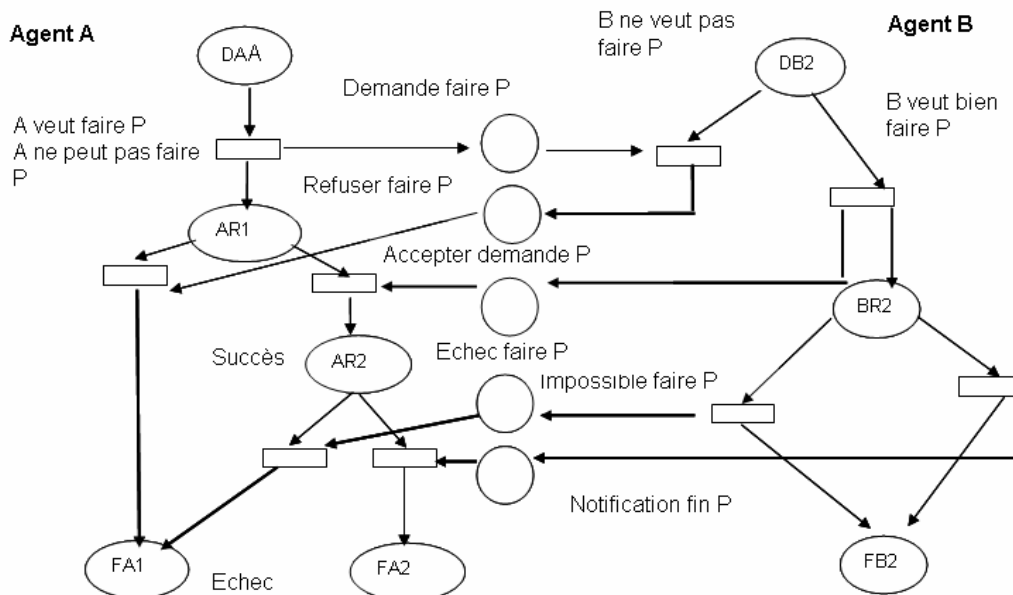 Agent A
B ne veut pas
faire P
Agent B
DAA
DB2
Demande faire P
B veut bien
faire P
A veut faire P
A ne peut pas faire
P
Refuser faire P
AR1
Accepter demande P
BR2
Succès
AR2
Echec faire P
Impossible faire P
Notification fin P
FA1
Echec
FA2
FB2